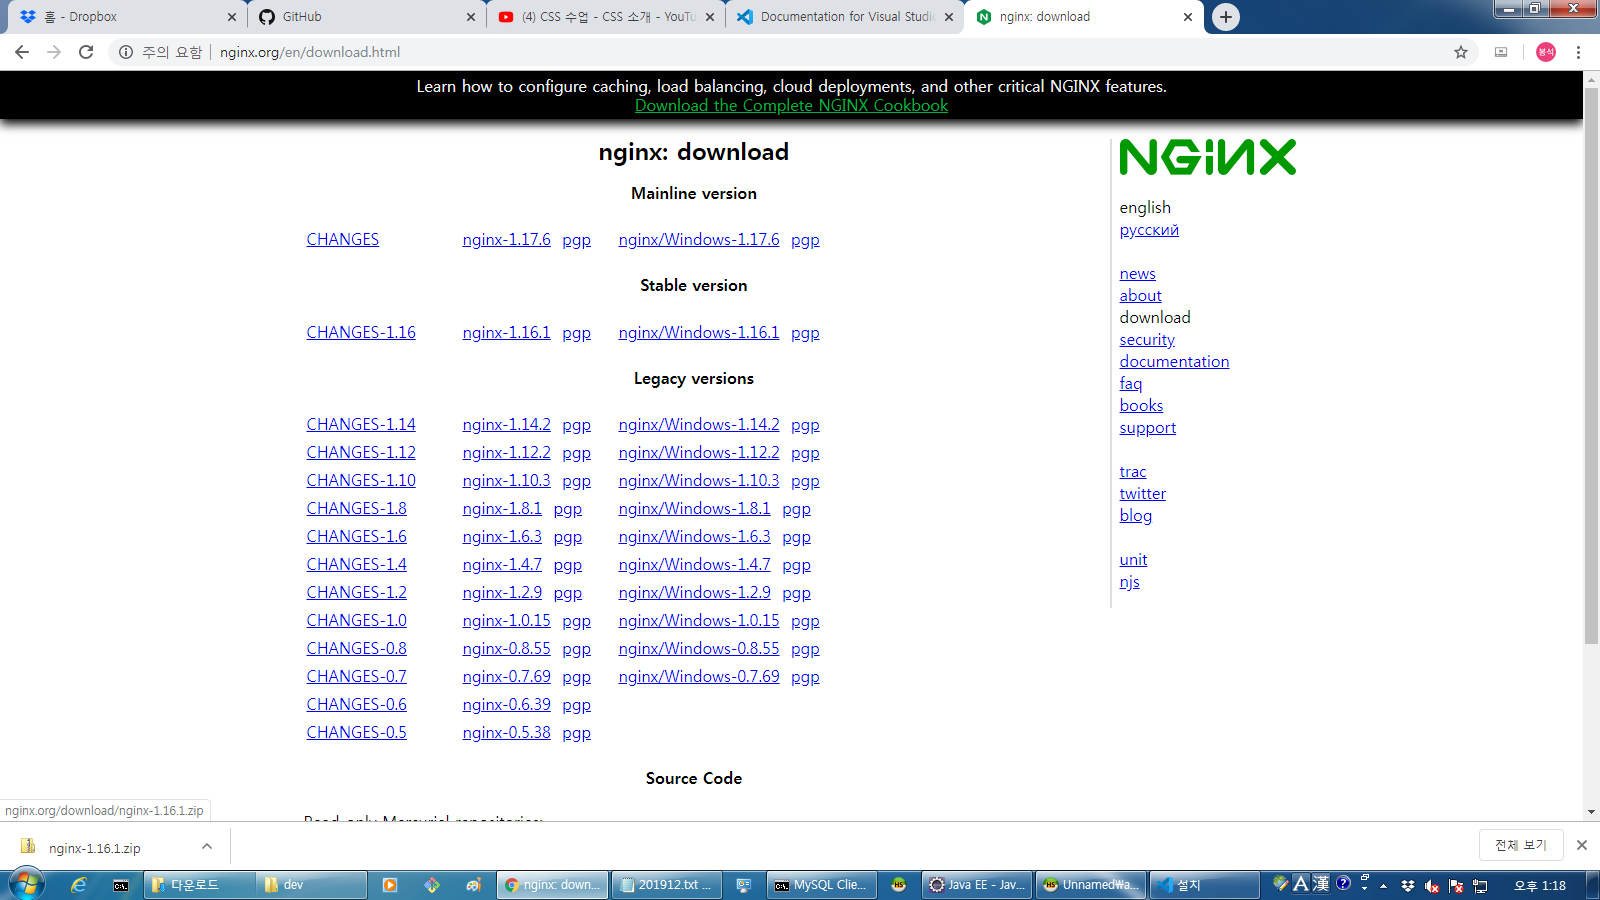 홈 - Dropbox
GitHub
(4) CSS 수업 - CSS 소개 - YouTu
Documentation for Visual Studio
nginx: download
주의 요함 | nginx.org/en/download.html
봉석
Learn how to configure caching, load balancing, cloud deployments, and other critical NGINX features.
Download the Complete NGINX Cookbook
nginx: download
Mainline version
CHANGES nginx-1.17.6 pgp nginx/Windows-1.17.6 pgp
Stable version
CHANGES-1.16 nginx-1.16.1 pgp nginx/Windows-1.16.1 pgp
Legacy versions
CHANGES-1.14 nginx-1.14.2 pgp nginx/Windows-1.14.2 pgp
CHANGES-1.12 nginx-1.12.2 pgp nginx/Windows-1.12.2 pgp
CHANGES-1.10 nginx-1.10.3 pgp nginx/Windows-1.10.3 pgp
CHANGES-1.8 nginx-1.8.1 pgp nginx/Windows-1.8.1 pgp
CHANGES-1.6 nginx-1.6.3 pgp nginx/Windows-1.6.3 pgp
CHANGES-1.4 nginx-1.4.7 pgp nginx/Windows-1.4.7 pgp
CHANGES-1.2 nginx-1.2.9 pgp nginx/Windows-1.2.9 pgp
CHANGES-1.0 nginx-1.0.15 pgp nginx/Windows-1.0.15 pgp
CHANGES-0.8 nginx-0.8.55 pgp nginx/Windows-0.8.55 pgp
CHANGES-0.7 nginx-0.7.69 pgp nginx/Windows-0.7.69 pgp
CHANGES-0.6 nginx-0.6.39 pgp
CHANGES-0.5 nginx-0.5.38 pgp
Source Code
Read-only Mercurial repositories:
NGINX
english
русский
news
about
download
security
documentation
faq
books
support
trac
twitter
blog
unit
njs
nginx.org/download/nginx-1.16.1.zip
nginx-1.16.1.zip
전체 보기
다운로드
dev
nginx: down...
201912.txt ...
MySQL Clie...
Java EE - Jav...
Unnamed₩a...
설치
A 漢
오후 1:18